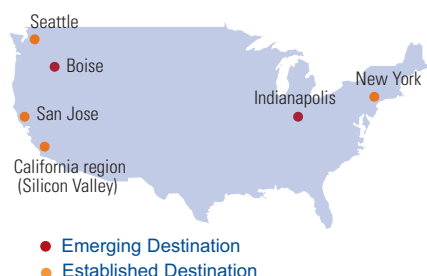 Seattle
Boise
New York
Indianapolis
San Jose
California region
(Silicon Valley)
Emerging Destination
Established Destination